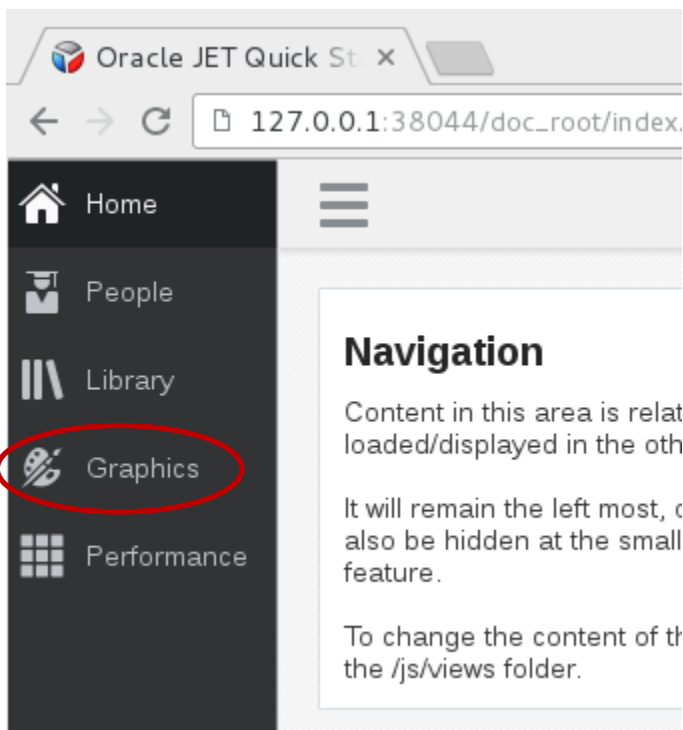 Oracle JET Quick St
127.0.0.1:38044/doc_root/index.
Home
People
Library
Graphics
Performance
Navigation
Content in this area is relat
loaded/displayed in the oth
It will remain the left most,
also be hidden at the small
feature.
To change the content of th
the /js/views folder.